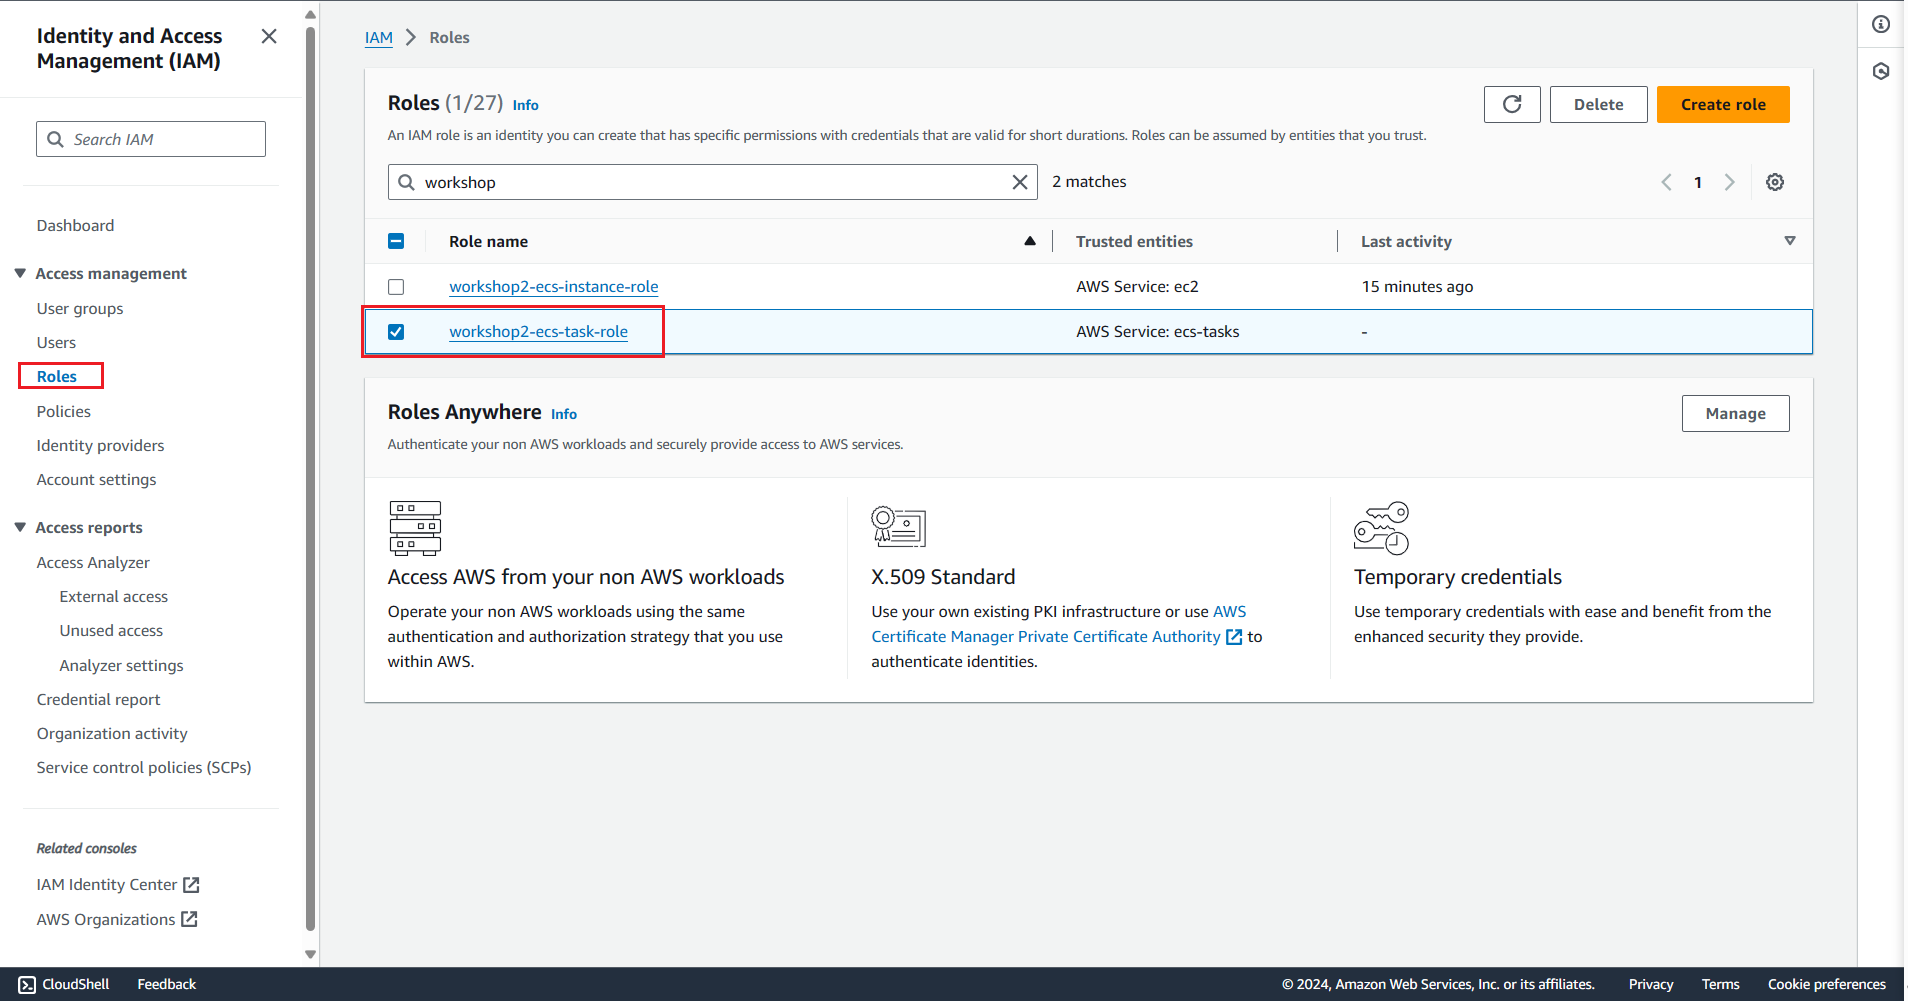 Identity and Access
Management (IAM)
Search IAM
Dashboard
Access management
User groups
Users
Roles
Policies
Identity providers
Account settings
Access reports
Access Analyzer
External access
Unused access
Analyzer settings
Credential report
Organization activity
Service control policies (SCPs)
Related consoles
IAM Identity Center
AWS Organizations
IAM Roles
Roles (1/27) Info
Delete
Create role
An IAM role is an identity you can create that has specific permissions with credentials that are valid for short durations. Roles can be assumed by entities that you trust.
workshop
2 matches
1
Role name Trusted entities Last activity
workshop2-ecs-instance-role AWS Service: ec2 15 minutes ago
workshop2-ecs-task-role AWS Service: ecs-tasks -
Roles Anywhere Info
Manage
Authenticate your non AWS workloads and securely provide access to AWS services.
Access AWS from your non AWS workloads
Operate your non AWS workloads using the same
authentication and authorization strategy that you use
within AWS.
X.509 Standard
Use your own existing PKI infrastructure or use AWS
Certificate Manager Private Certificate Authority to
authenticate identities.
Temporary credentials
Use temporary credentials with ease and benefit from the
enhanced security they provide.
CloudShell Feedback
© 2024, Amazon Web Services, Inc. or its affiliates. Privacy Terms Cookie preferences